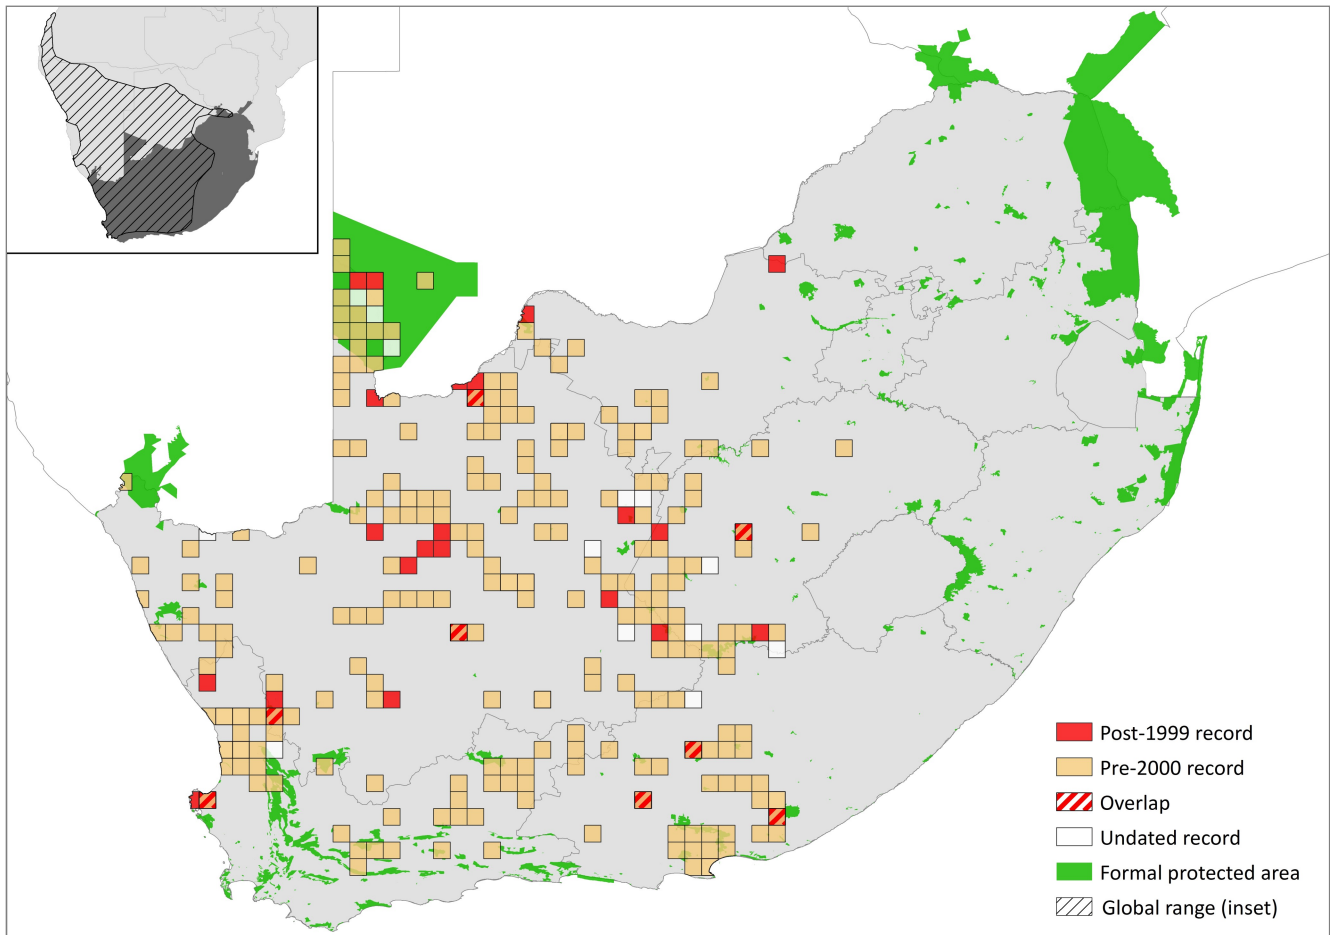 Post-1999 record
Pre-2000 record
Overlap
Undated record
Formal protected area
Global range (inset)